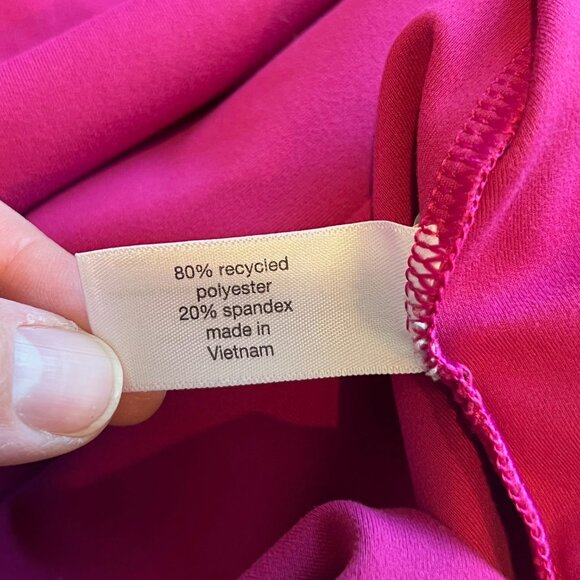 80% recycled
polyester
20% spandex
made in
Vietnam